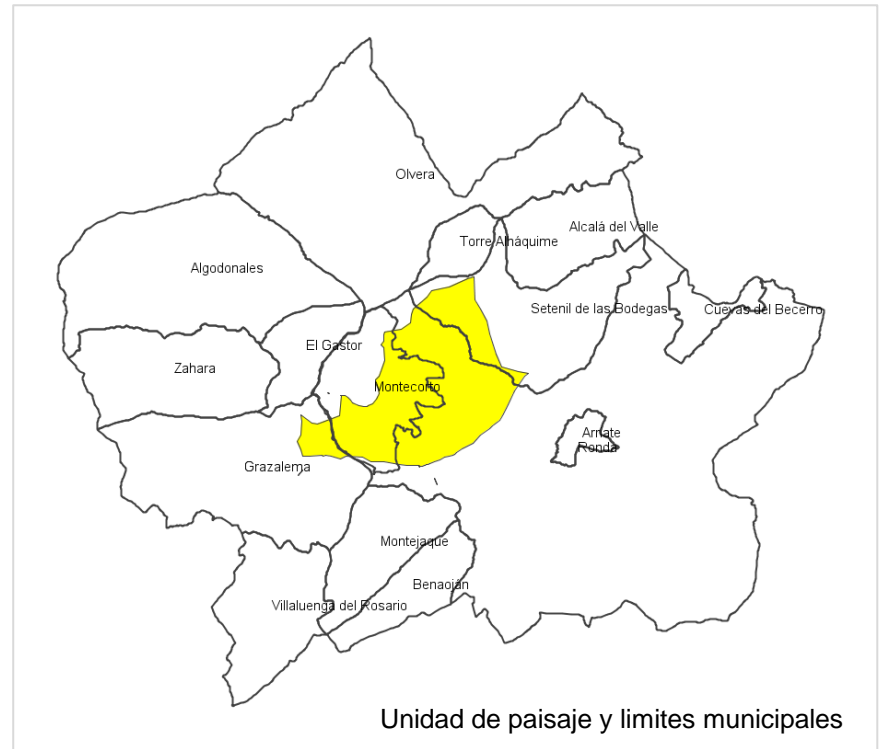 Olvera
Alcalá del Valle
Torre Alháquime
Algodonales
Setenil de las Bodegas
Cuevas del Becerro
El Gastor
Zahara
Montecorto
Arriate
Ronda
Grazalema
Montejaque
Benaoján
Villaluenga del Rosario
Unidad de paisaje y limites municipales